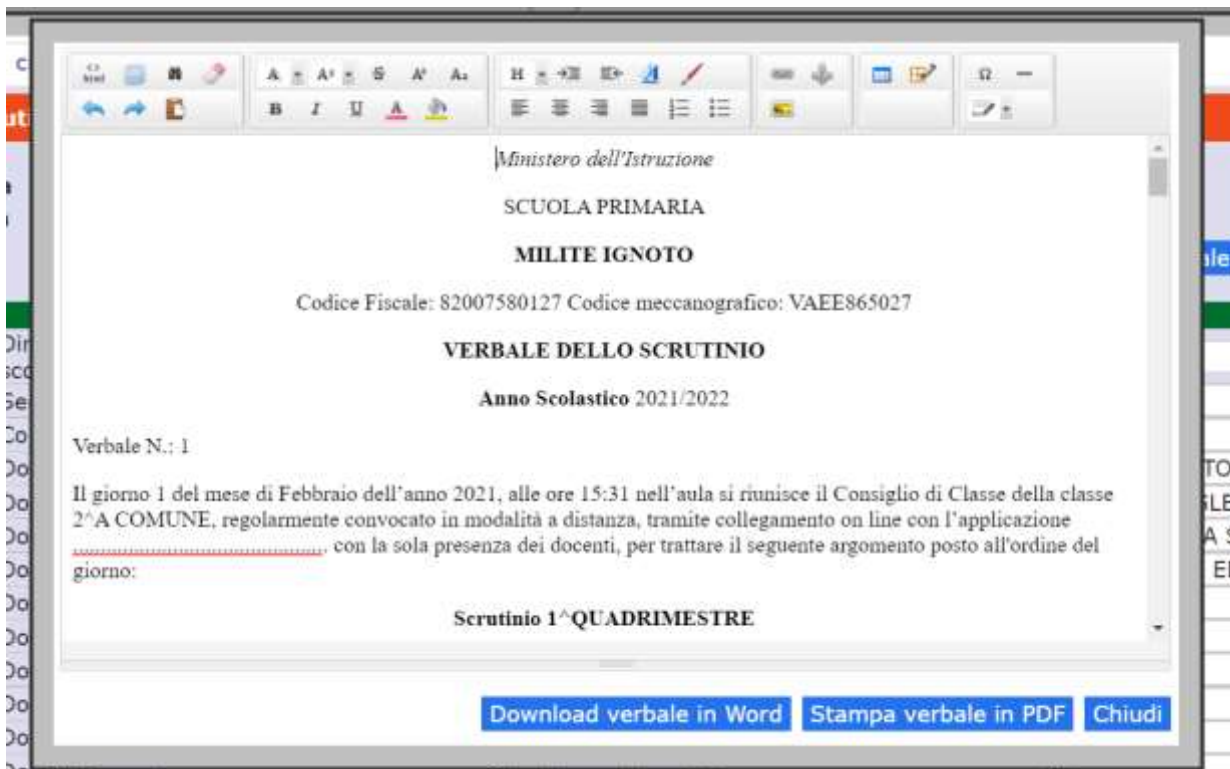 Ministero dell'Istruzione
SCUOLA PRIMARIA
MILITE IGNOTO
Codice Fiscale: 82007580127 Codice meccanografico: VAEE865027
VERBALE DELLO SCRUTINIO
Anno Scolastico 2021/2022
Verbale N.: 1
Il giorno 1 del mese di Febbraio dell’anno 2021, alle ore 15:31 nell’aula si riunisce il Consiglio di Classe della classe
2^A COMUNE, regolarmente convocato in modalità a distanza, tramite collegamento on line con l’applicazione
............................................, con la sola presenza dei docenti, per trattare il seguente argomento posto all'ordine del
giorno:
Scrutinio 1^QUADRIMESTRE
Download verbale in Word Stampa verbale in PDF Chiudi